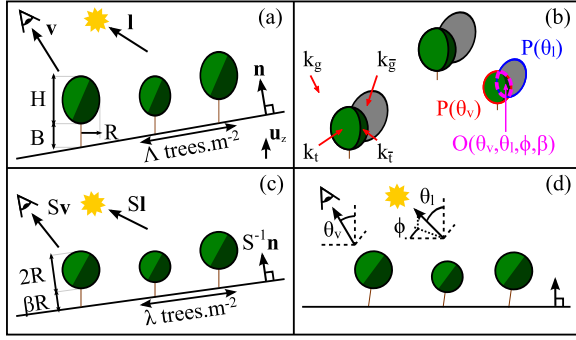 (a)
v
l
H
B
R
n
u_z
Λ trees.m⁻²
(b)
k_g
k_g̅
k_t
k_t̅
P(θ_l)
P(θ_v)
O(θ_v,θ_l,ϕ,β)
(c)
Sv
Sl
S⁻¹n
2R
βR
λ trees.m⁻²
(d)
θ_v
θ_l
ϕ